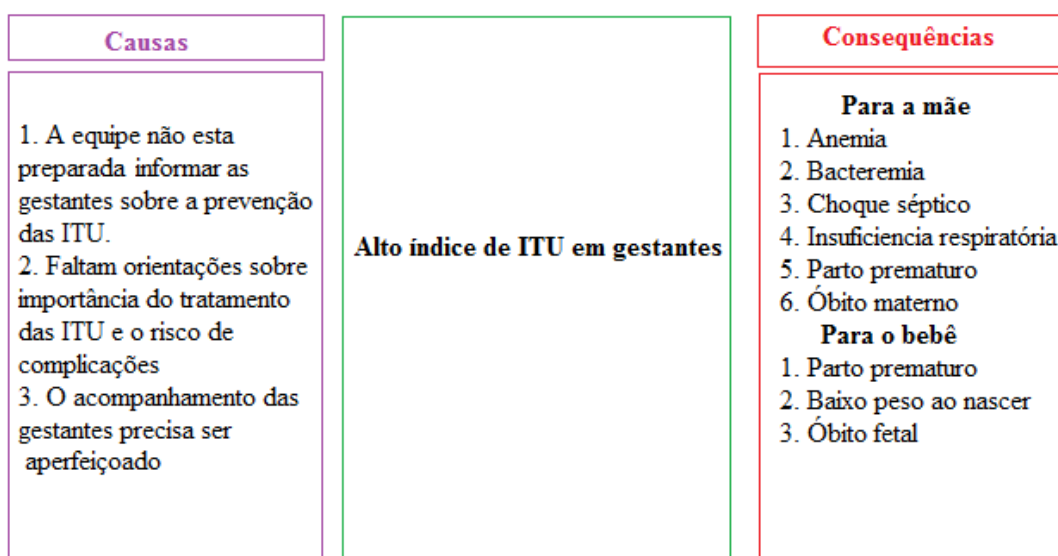 Causas
1. A equipe não esta
preparada informar as
gestantes sobre a prevenção
das ITU.
2. Faltam orientações sobre
importância do tratamento
das ITU e o risco de
complicações
3. O acompanhamento das
gestantes precisa ser
aperfeiçoado
Alto índice de ITU em gestantes
Consequências
Para a mãe
1. Anemia
2. Bacteremia
3. Choque séptico
4. Insuficiencia respiratória
5. Parto prematuro
6. Óbito materno
Para o bebê
1. Parto prematuro
2. Baixo peso ao nascer
3. Óbito fetal